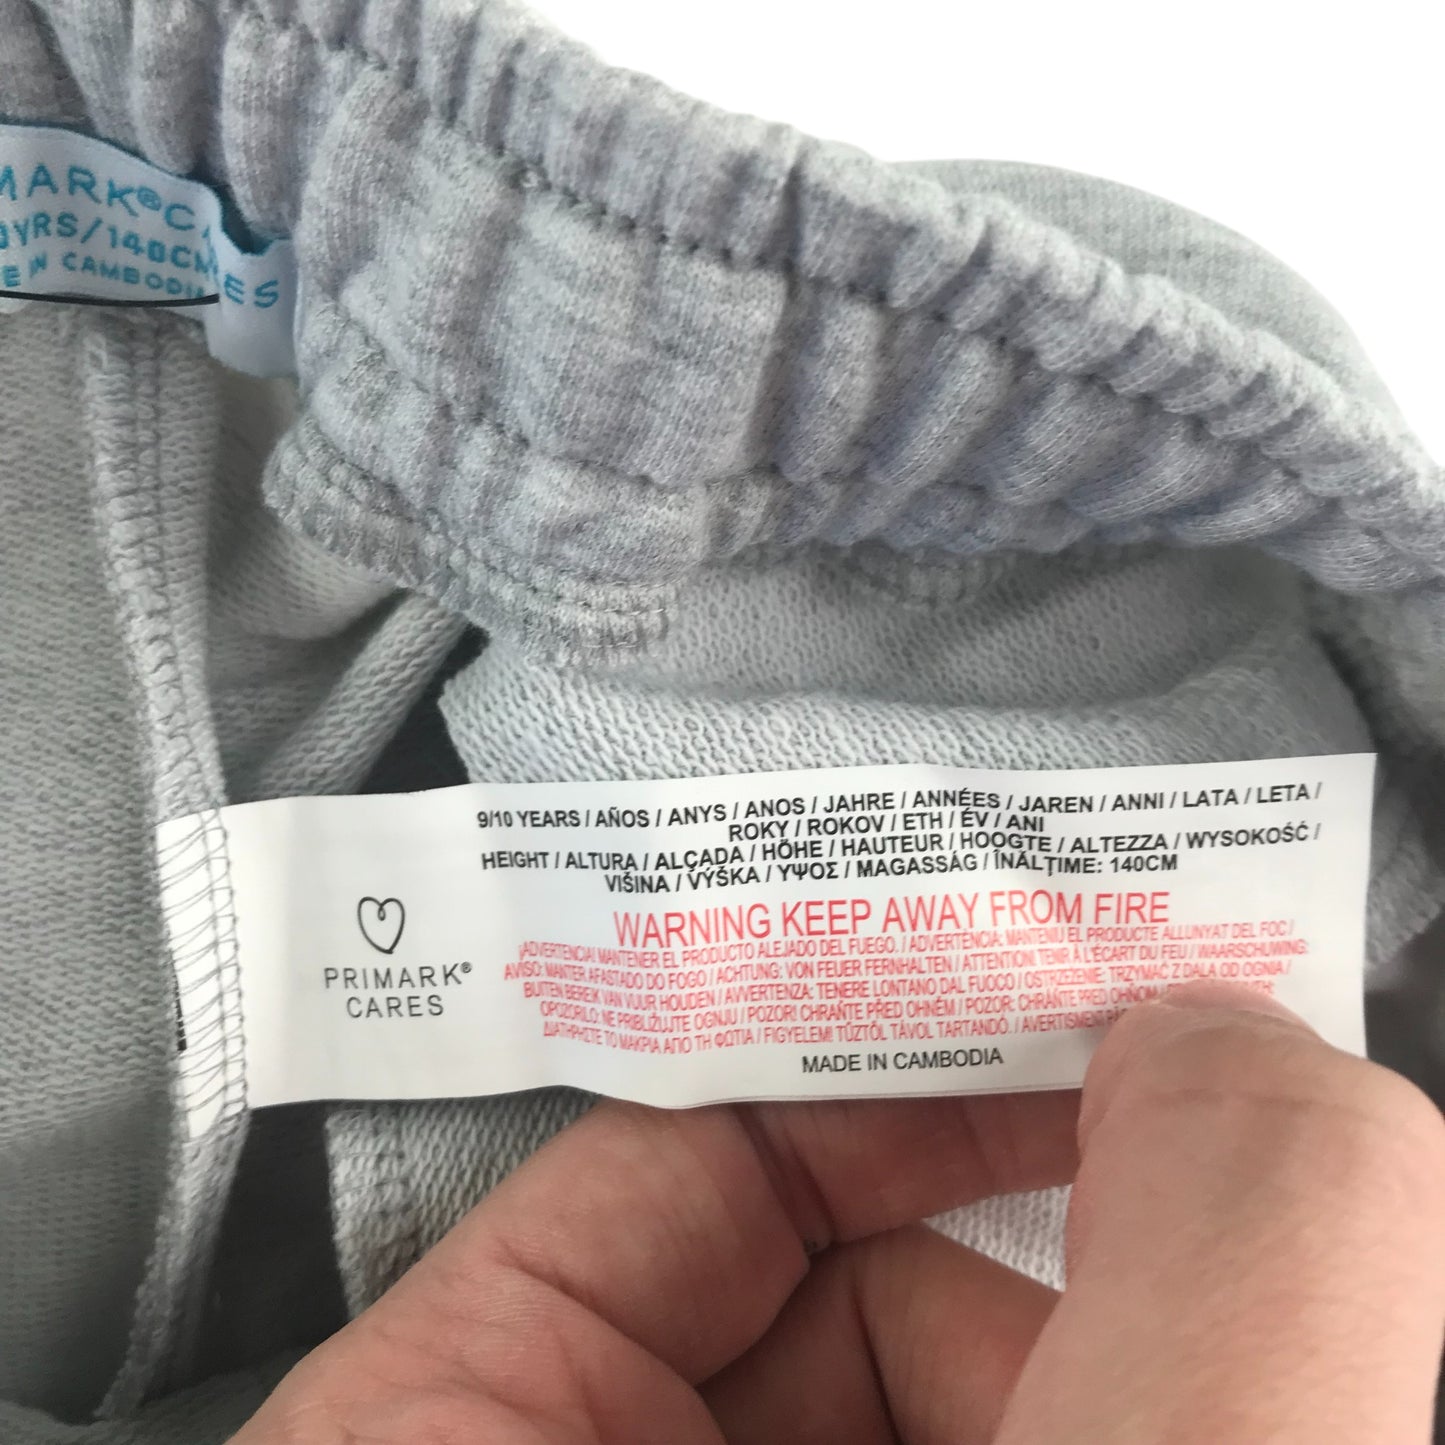 MARK®C
YRS/140CM
IN CAMBODIA
ES
9/10 YEARS / AÑOS / ANYS / ANOS / JAHRE / ANNÉES / JAREN / ANNI / LATA / LETA /
ROKY / ROKOV / ΕΤΗ / ÉV / ANI
HEIGHT / ALTURA / ALÇADA / HÖHE / HAUTEUR / HOOGTE / ALTEZZA / WYSOKOŚĆ /
VIŠINA / VÝŠKA / ΥΨΟΣ / MAGASSÁG / ÎNĂLȚIME: 140CM
WARNING KEEP AWAY FROM FIRE
¡ADVERTENCIA! MANTENER EL PRODUCTO ALEJADO DEL FUEGO. / ADVERTÈNCIA: MANTENIU EL PRODUCTE ALLUNYAT DEL FOC /
AVISO: MANTER AFASTADO DO FOGO / ACHTUNG: VON FEUER FERNHALTEN / ATTENTION! TENIR À L'ÉCART DU FEU / WAARSCHUWING:
BUITEN BEREIK VAN VUUR HOUDEN / AVVERTENZA: TENERE LONTANO DAL FUOCO / OSTRZEŻENIE: TRZYMAĆ Z DALA OD OGNIA /
OPOZORILO: NE PRIBLIŽUJTE OGNJU / POZOR! CHRAŇTE PŘED OHNĚM / POZOR: CHRÁŇTE PRED OHŇOM /
ΔΙΑΤΗΡΗΣΤΕ ΤΟ ΜΑΚΡΙΑ ΑΠΟ ΤΗ ΦΩΤΙΑ / FIGYELEM! TŰZTŐL TÁVOL TARTANDÓ. / AVERTISMENT
MADE IN CAMBODIA
PRIMARK®
CARES